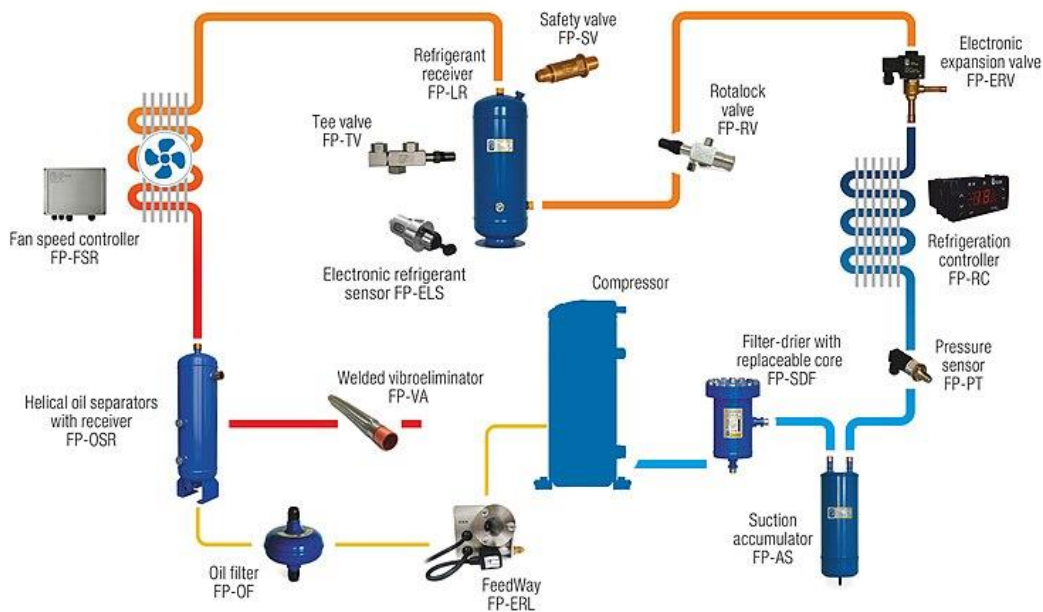 Safety valve
FP-SV
Refrigerant
receiver
FP-LR
Electronic
expansion valve
FP-ERV
Rotalock
valve
FP-RV
Tee valve
FP-TV
Fan speed controller
FP-FSR
Electronic refrigerant
sensor FP-ELS
Refrigeration
controller
FP-RC
Compressor
Filter-drier with
replaceable core
FP-SDF
Pressure
sensor
FP-PT
Helical oil separators
with receiver
FP-OSR
Welded vibroeliminator
FP-VA
Suction
accumulator
FP-AS
Oil filter
FP-OF
FeedWay
FP-ERL